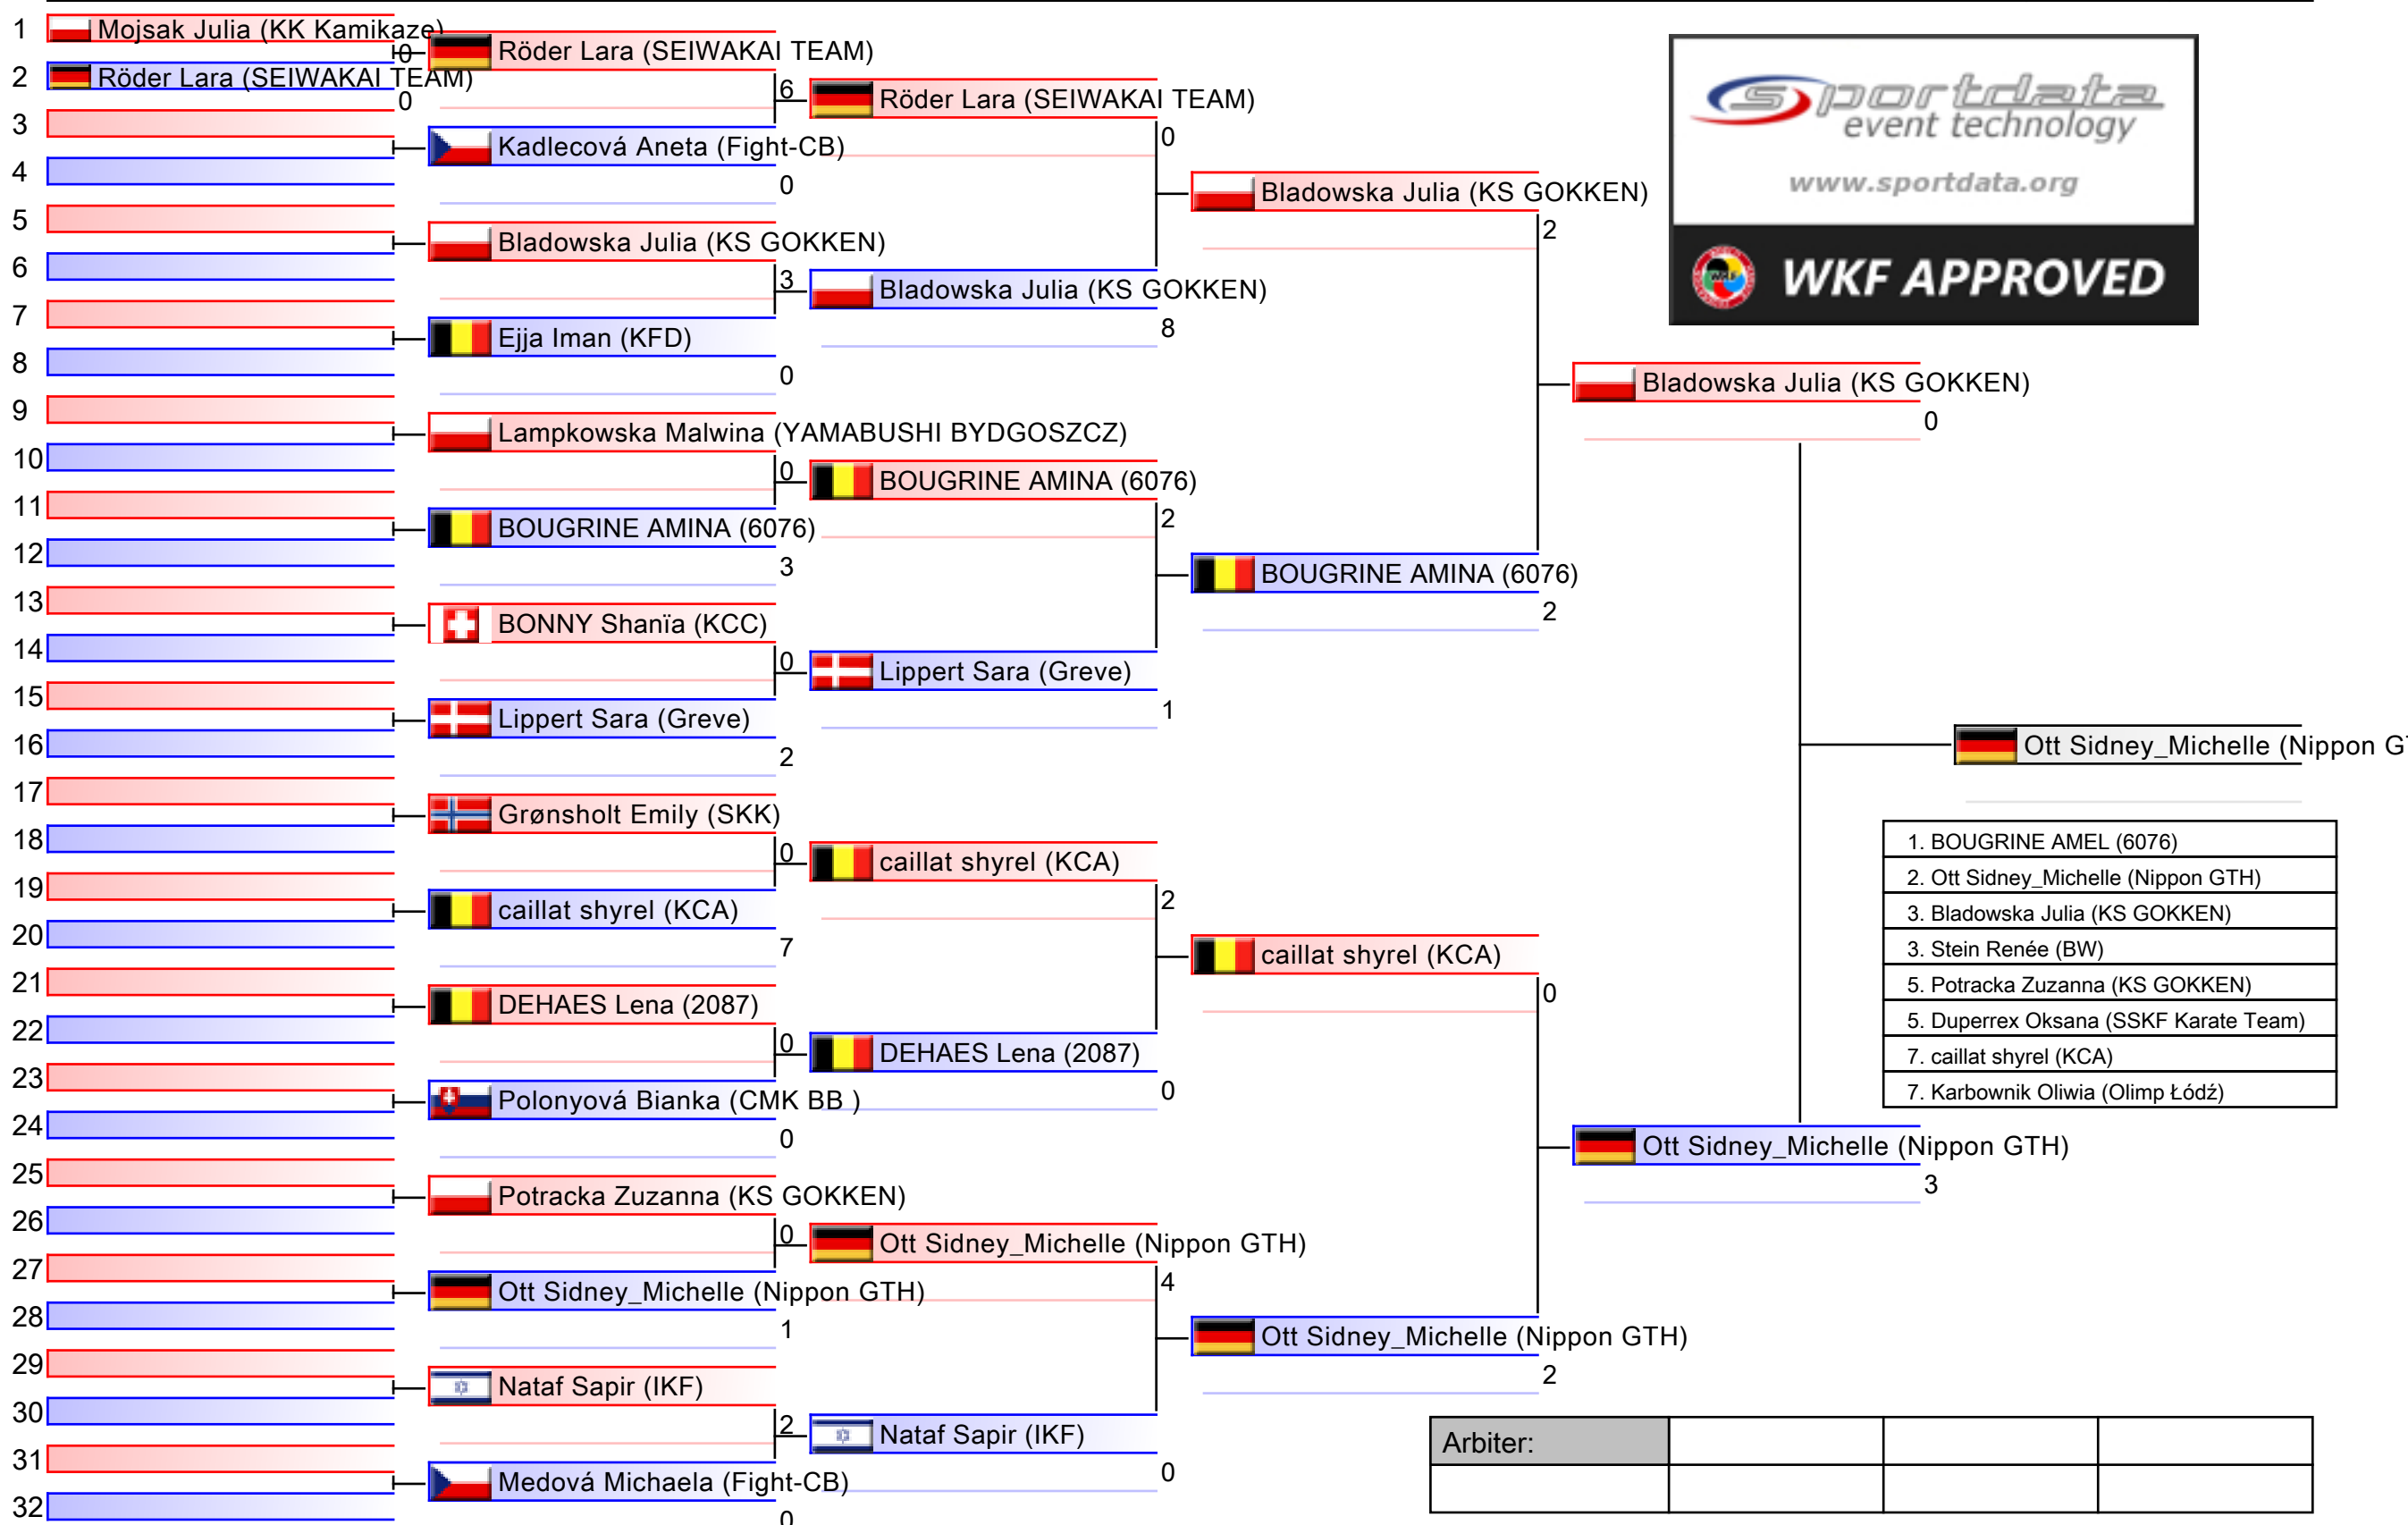 1 Mojsak Julia (KK Kamikaze)
0
2 Röder Lara (SEIWAKAI TEAM)
0
3
4
5
6
7
8
9
10
11
12
13
14
15
16
17
18
19
20
21
22
23
24
25
26
27
28
29
30
31
32
Röder Lara (SEIWAKAI TEAM)
6
Kadlecová Aneta (Fight-CB)
0
Bladowska Julia (KS GOKKEN)
3
Ejja Iman (KFD)
0
Lampkowska Malwina (YAMABUSHI BYDGOSZCZ)
0
BOUGRINE AMINA (6076)
3
BONNY Shanïa (KCC)
0
Lippert Sara (Greve)
2
Grønsholt Emily (SKK)
0
caillat shyrel (KCA)
7
DEHAES Lena (2087)
0
Polonyová Bianka (CMK BB )
0
Potracka Zuzanna (KS GOKKEN)
0
Ott Sidney_Michelle (Nippon GTH)
1
Nataf Sapir (IKF)
2
Medová Michaela (Fight-CB)
0
Röder Lara (SEIWAKAI TEAM)
0
Bladowska Julia (KS GOKKEN)
8
BOUGRINE AMINA (6076)
2
Lippert Sara (Greve)
1
caillat shyrel (KCA)
2
DEHAES Lena (2087)
0
Ott Sidney_Michelle (Nippon GTH)
4
Nataf Sapir (IKF)
0
Bladowska Julia (KS GOKKEN)
2
BOUGRINE AMINA (6076)
2
caillat shyrel (KCA)
0
Ott Sidney_Michelle (Nippon GTH)
2
Bladowska Julia (KS GOKKEN)
0
Ott Sidney_Michelle (Nippon GTH)
3
Ott Sidney_Michelle (Nippon G
sportdata
event technology
www.sportdata.org
WKF
WKF APPROVED
1. BOUGRINE AMEL (6076)
2. Ott Sidney_Michelle (Nippon GTH)
3. Bladowska Julia (KS GOKKEN)
3. Stein Renée (BW)
5. Potracka Zuzanna (KS GOKKEN)
5. Duperrex Oksana (SSKF Karate Team)
7. caillat shyrel (KCA)
7. Karbownik Oliwia (Olimp Łódź)
Arbiter: